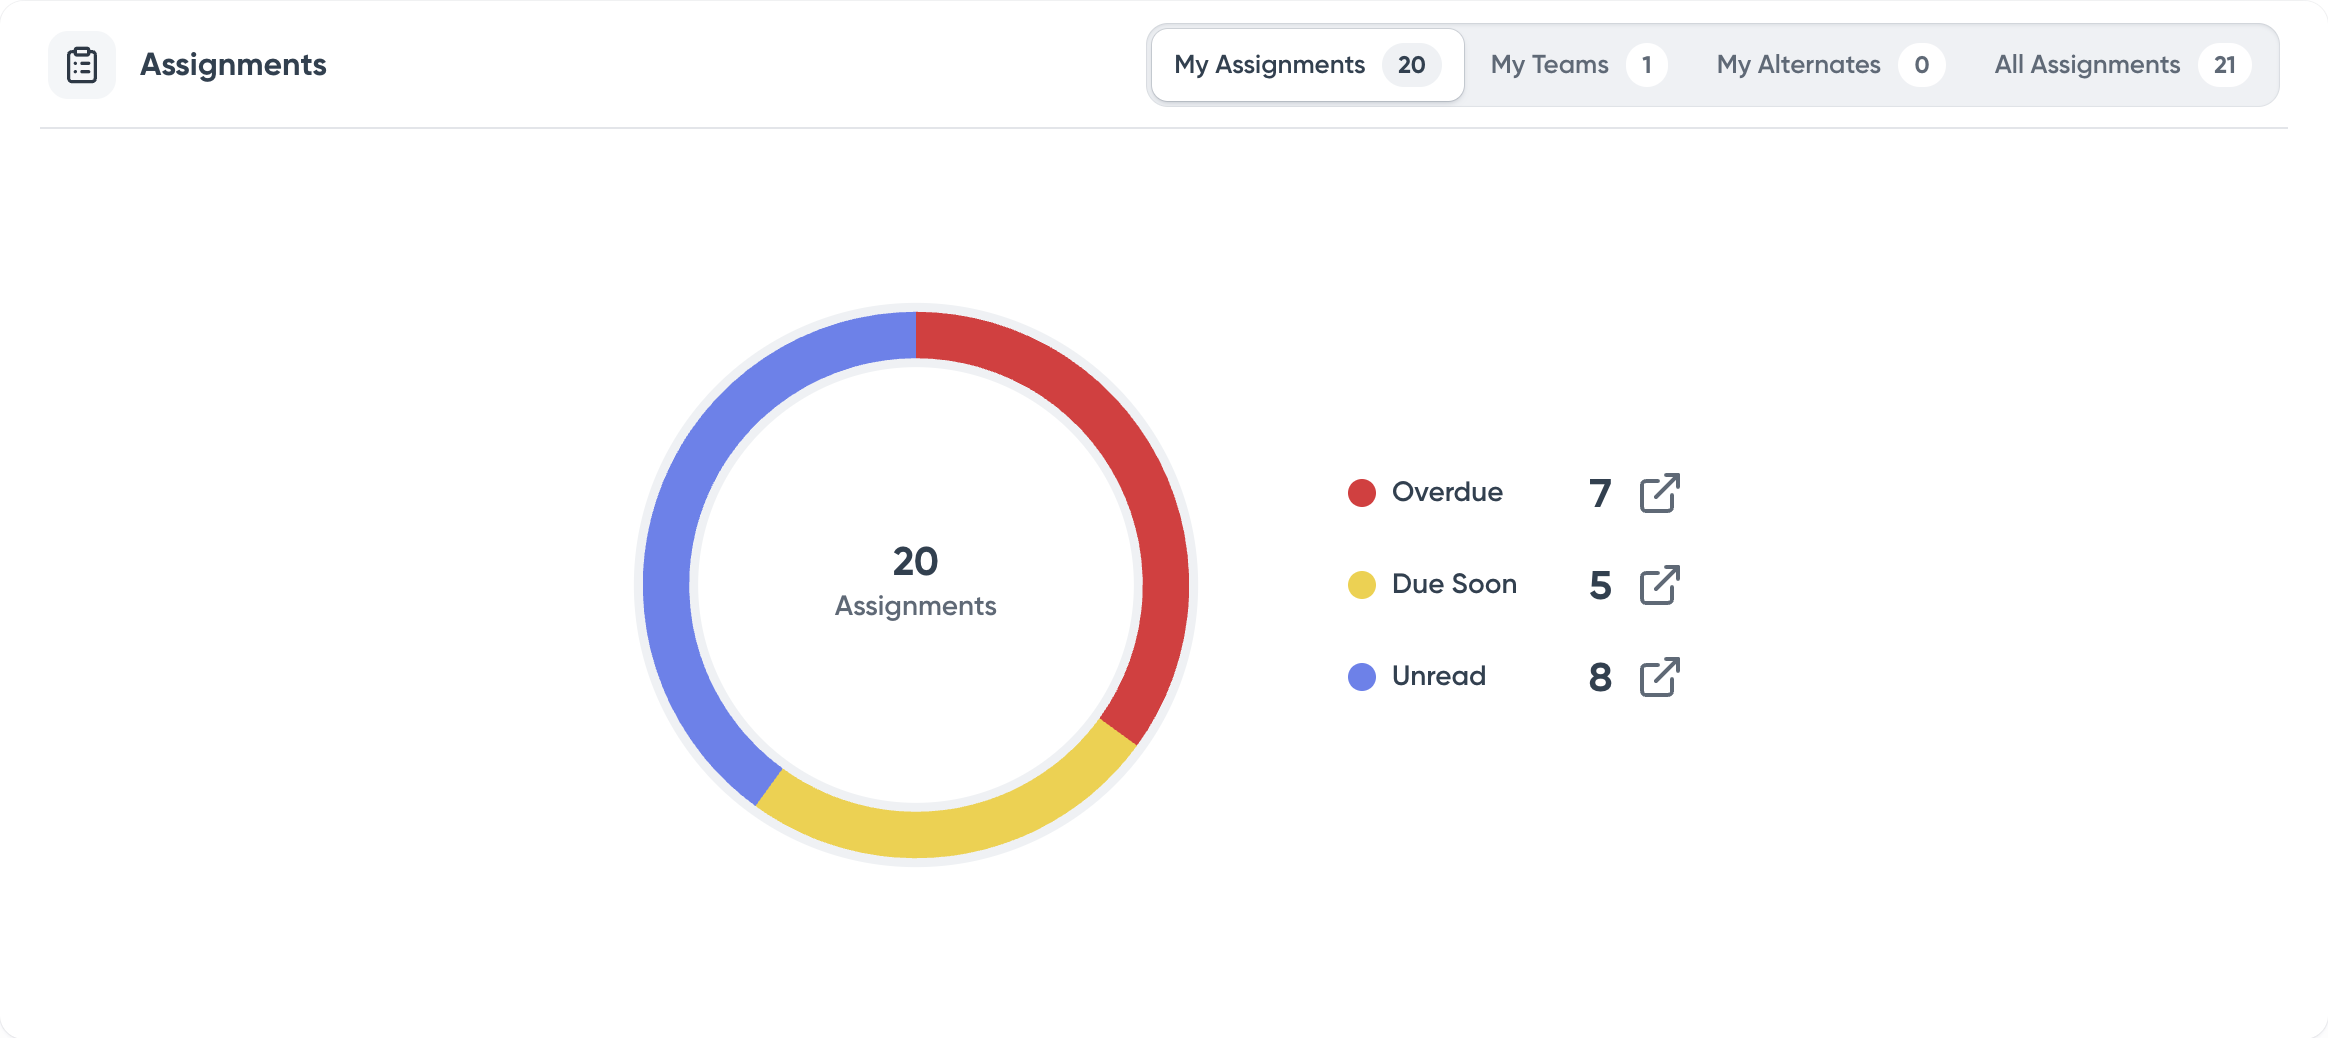 Assignments
My Assignments 20 My Teams 1 My Alternates 0 All Assignments 21
20
Assignments
Overdue 7
Due Soon 5
Unread 8